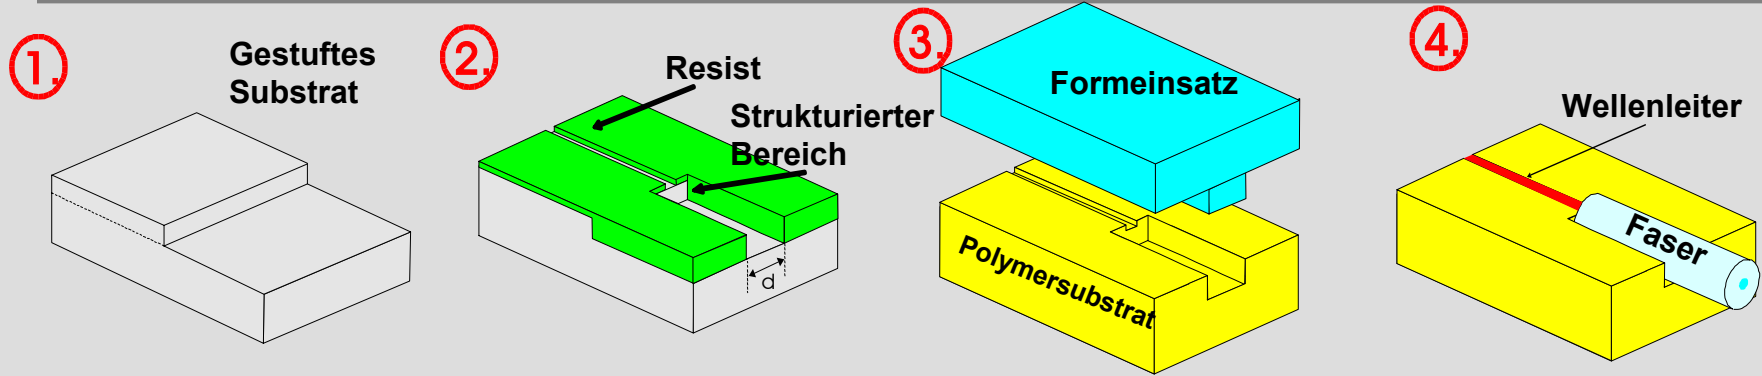 1.
Gestuftes
Substrat
2.
Resist
Strukturierter
Bereich
d
3.
Formeinsatz
Polymersubstrat
4.
Wellenleiter
Faser